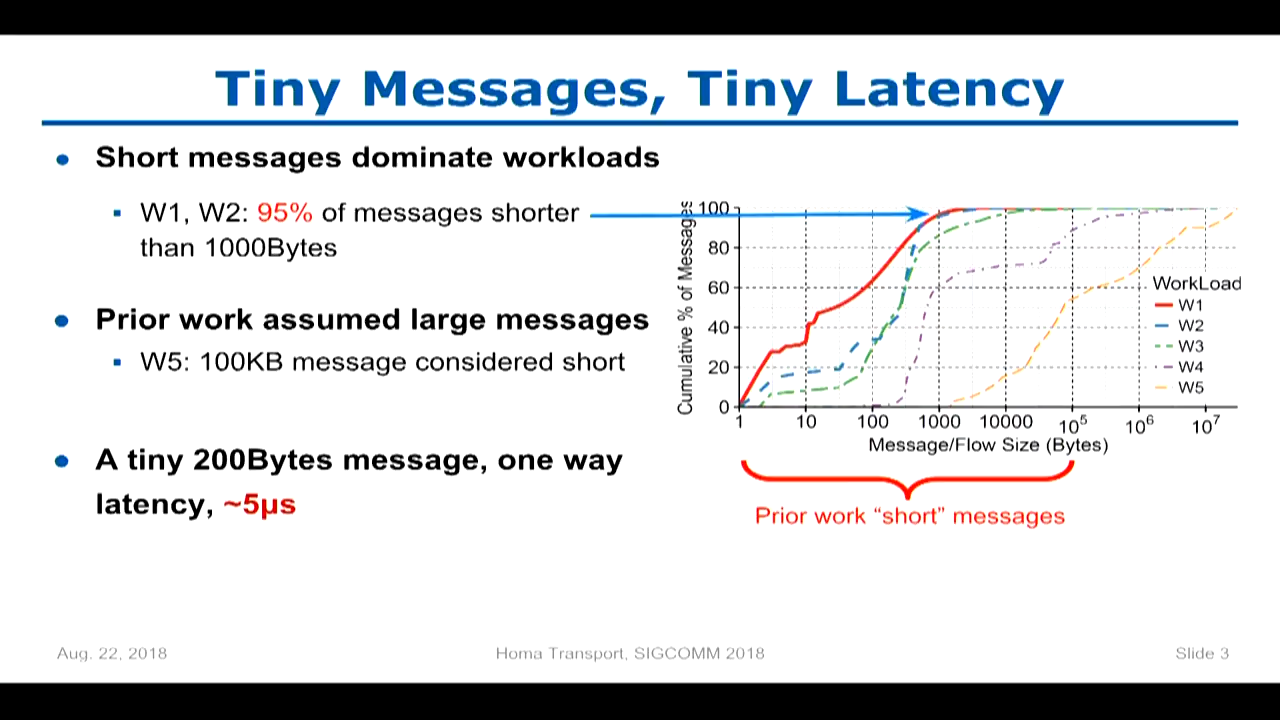 Tiny Messages, Tiny Latency
• Short messages dominate workloads
▪ W1, W2: 95% of messages shorter
than 1000Bytes
• Prior work assumed large messages
▪ W5: 100KB message considered short
• A tiny 200Bytes message, one way
latency, ~5µs
Cumulative % of Messages
100
80
60
40
20
0
1 10 100 1000 10000 10⁵ 10⁶ 10⁷
Message/Flow Size (Bytes)
WorkLoad
W1
W2
W3
W4
W5
Prior work “short” messages
Aug. 22, 2018
Homa Transport, SIGCOMM 2018
Slide 3